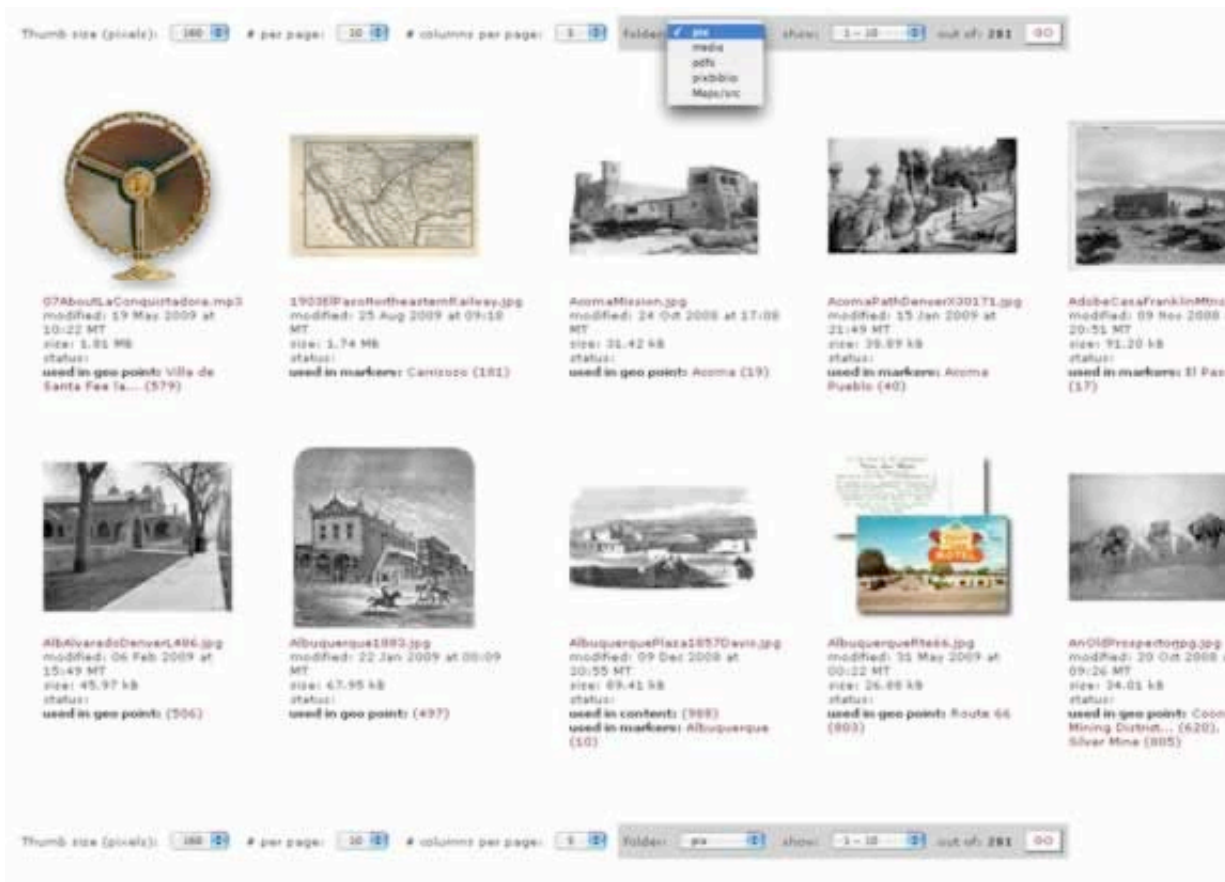 Thumb size (pixels): 160 # per page: 10 # columns per page: 5 folder: pix show: 1 - 10 out of: 281 GO
media
pdfs
pixbiblio
Maps/src
07AboutLaConquistadora.mp3
modified: 19 May 2009 at
10:22 MT
size: 1.81 MB
status:
used in geo point: Villa de
Santa Fee la... (579)
1903ElPasoNortheasternRailway.jpg
modified: 25 Aug 2009 at 09:18
MT
size: 1.74 MB
status:
used in markers: Carrizozo (181)
AcomaMission.jpg
modified: 24 Oct 2008 at 17:08
MT
size: 31.42 kB
status:
used in geo point: Acoma (19)
AcomaPathDenverX30171.jpg
modified: 15 Jan 2009 at
21:49 MT
size: 39.89 kB
status:
used in markers: Acoma
Pueblo (40)
AdobeCasaFranklinMtns
modified: 09 Nov 2008
20:51 MT
size: 91.20 kB
status:
used in markers: El Pas
(17)
MOTEL
AlbAlvaradoDenverL486.jpg
modified: 06 Feb 2009 at
15:49 MT
size: 45.97 kB
status:
used in geo point: (506)
Albuquerque1883.jpg
modified: 22 Jan 2009 at 00:09
MT
size: 67.95 kB
status:
used in geo point: (497)
AlbuquerquePlaza1857Davis.jpg
modified: 09 Dec 2008 at
20:55 MT
size: 89.41 kB
status:
used in content: (988)
used in markers: Albuquerque
(10)
AlbuquerqueRte66.jpg
modified: 31 May 2009 at
00:22 MT
size: 26.88 kB
status:
used in geo point: Route 66
(803)
AnOldProspectorjpg.jpg
modified: 20 Oct 2008
09:26 MT
size: 34.01 kB
status:
used in geo point: Coon
Mining District... (620),
Silver Mine (805)
Thumb size (pixels): 160 # per page: 10 # columns per page: 5 folder: pix show: 1 - 10 out of: 281 GO